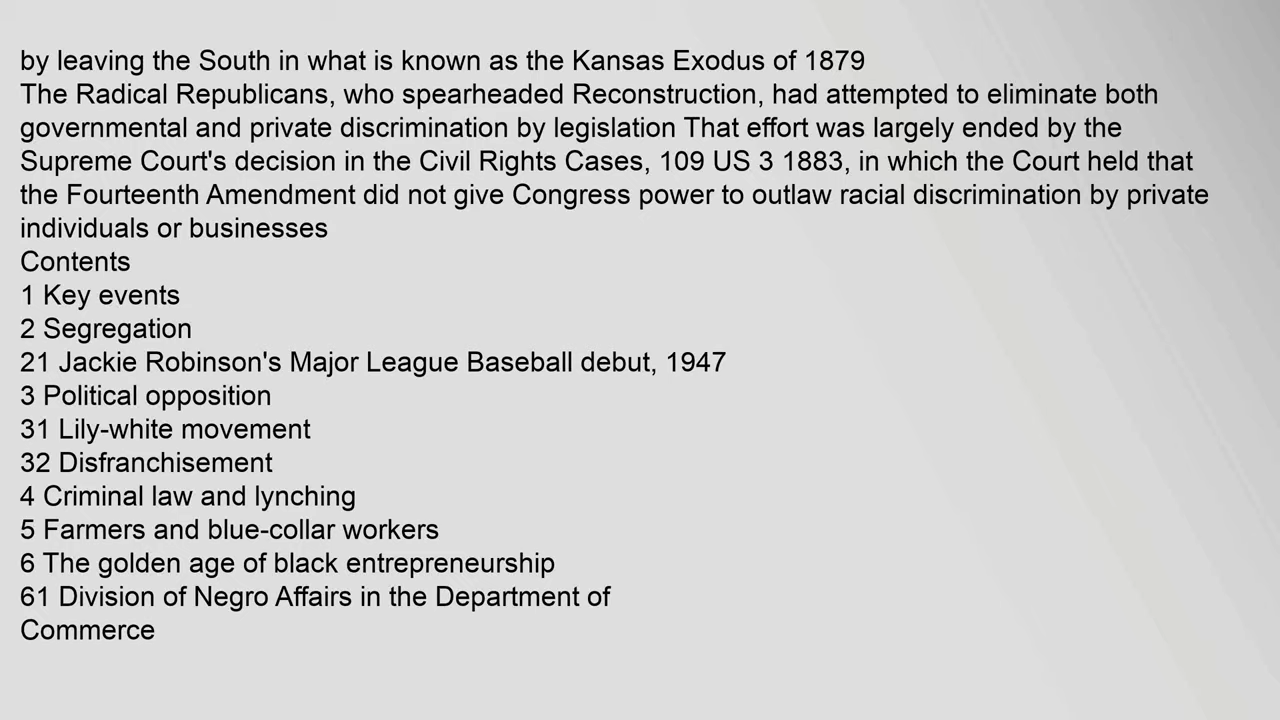 by leaving the South in what is known as the Kansas Exodus of 1879
The Radical Republicans, who spearheaded Reconstruction, had attempted to eliminate both
governmental and private discrimination by legislation That effort was largely ended by the
Supreme Court's decision in the Civil Rights Cases, 109 US 3 1883, in which the Court held that
the Fourteenth Amendment did not give Congress power to outlaw racial discrimination by private
individuals or businesses
Contents
1 Key events
2 Segregation
21 Jackie Robinson's Major League Baseball debut, 1947
3 Political opposition
31 Lily-white movement
32 Disfranchisement
4 Criminal law and lynching
5 Farmers and blue-collar workers
6 The golden age of black entrepreneurship
61 Division of Negro Affairs in the Department of
Commerce